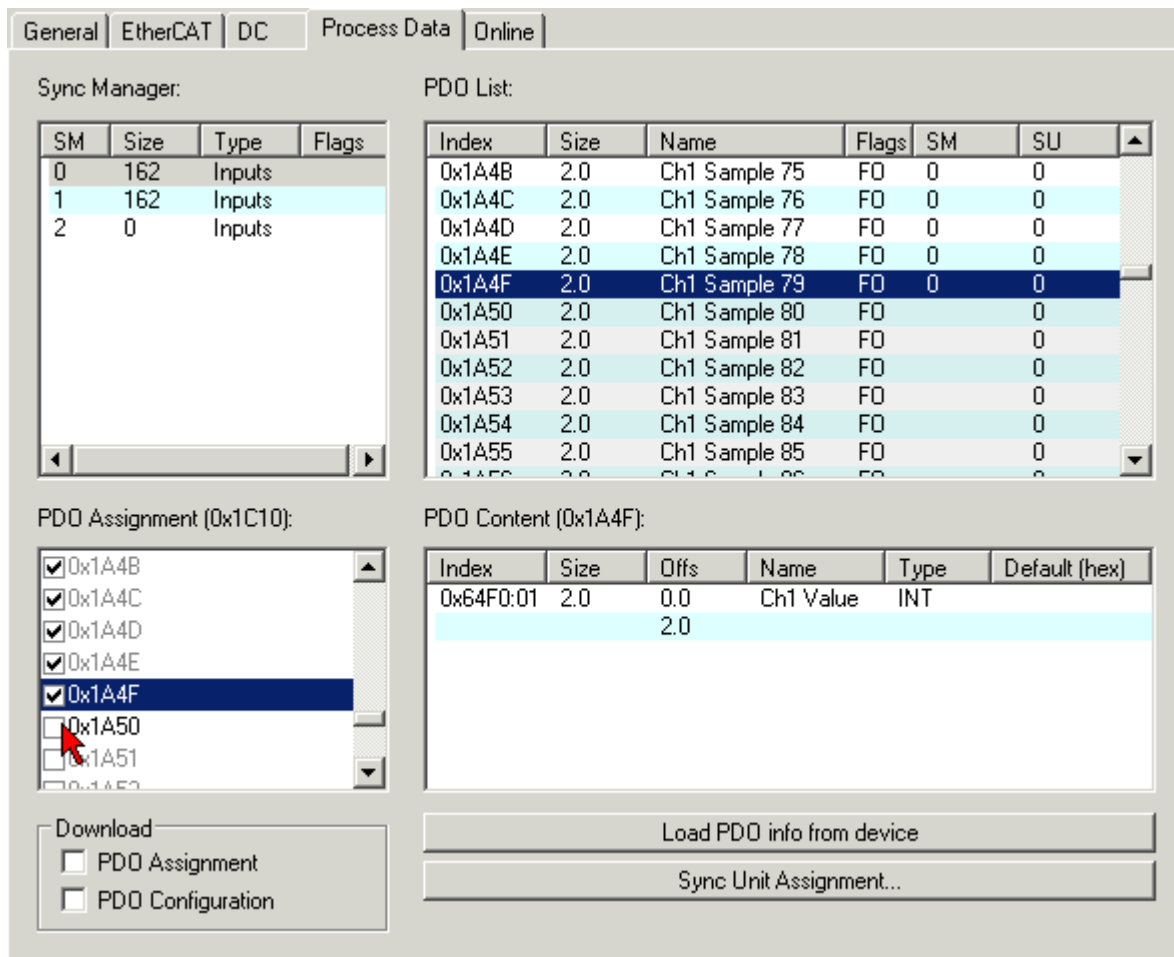 General EtherCAT DC Process Data Online
Sync Manager:
SM Size Type Flags
0 162 Inputs
1 162 Inputs
2 0 Inputs
PDO List:
Index Size Name Flags SM SU
0x1A4B 2.0 Ch1 Sample 75 F0 0 0
0x1A4C 2.0 Ch1 Sample 76 F0 0 0
0x1A4D 2.0 Ch1 Sample 77 F0 0 0
0x1A4E 2.0 Ch1 Sample 78 F0 0 0
0x1A4F 2.0 Ch1 Sample 79 F0 0 0
0x1A50 2.0 Ch1 Sample 80 F0 0
0x1A51 2.0 Ch1 Sample 81 F0 0
0x1A52 2.0 Ch1 Sample 82 F0 0
0x1A53 2.0 Ch1 Sample 83 F0 0
0x1A54 2.0 Ch1 Sample 84 F0 0
0x1A55 2.0 Ch1 Sample 85 F0 0
PDO Assignment (0x1C10):
0x1A4B
0x1A4C
0x1A4D
0x1A4E
0x1A4F
0x1A50
0x1A51
PDO Content (0x1A4F):
Index Size Offs Name Type Default (hex)
0x64F0:01 2.0 0.0 Ch1 Value INT
2.0
Download
PDO Assignment
PDO Configuration
Load PDO info from device
Sync Unit Assignment...